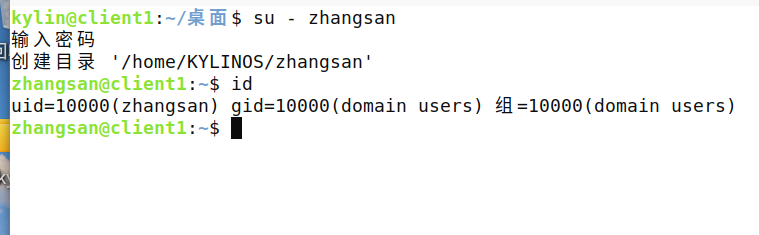 kylin@client1:~/桌面$ su - zhangsan
输入密码
创建目录 '/home/KYLINOS/zhangsan'
zhangsan@client1:~$ id
uid=10000(zhangsan) gid=10000(domain users) 组=10000(domain users)
zhangsan@client1:~$